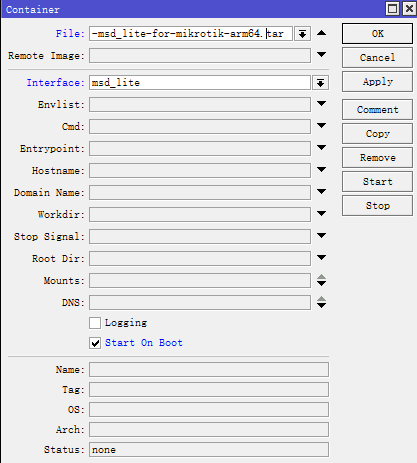 Container
File: -msd_lite-for-mikrotik-arm64.tar
OK
Remote Image:
Cancel
Interface: msd_lite
Apply
Envlist:
Comment
Cmd:
Copy
Entrypoint:
Remove
Hostname:
Start
Domain Name:
Stop
Workdir:
Stop Signal:
Root Dir:
Mounts:
DNS:
Logging
Start On Boot
Name:
Tag:
OS:
Arch:
Status: none